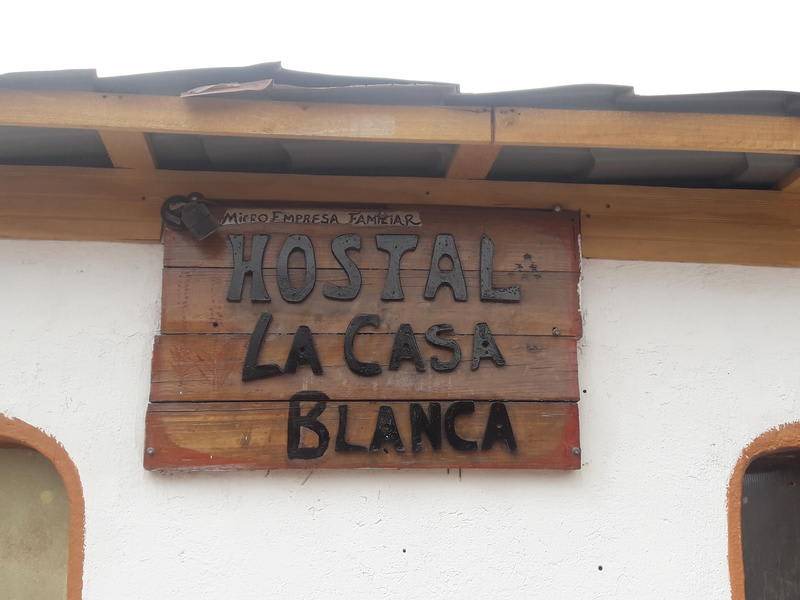 MICRO EMPRESA FAMILIAR
HOSTAL
LA CASA
BLANCA